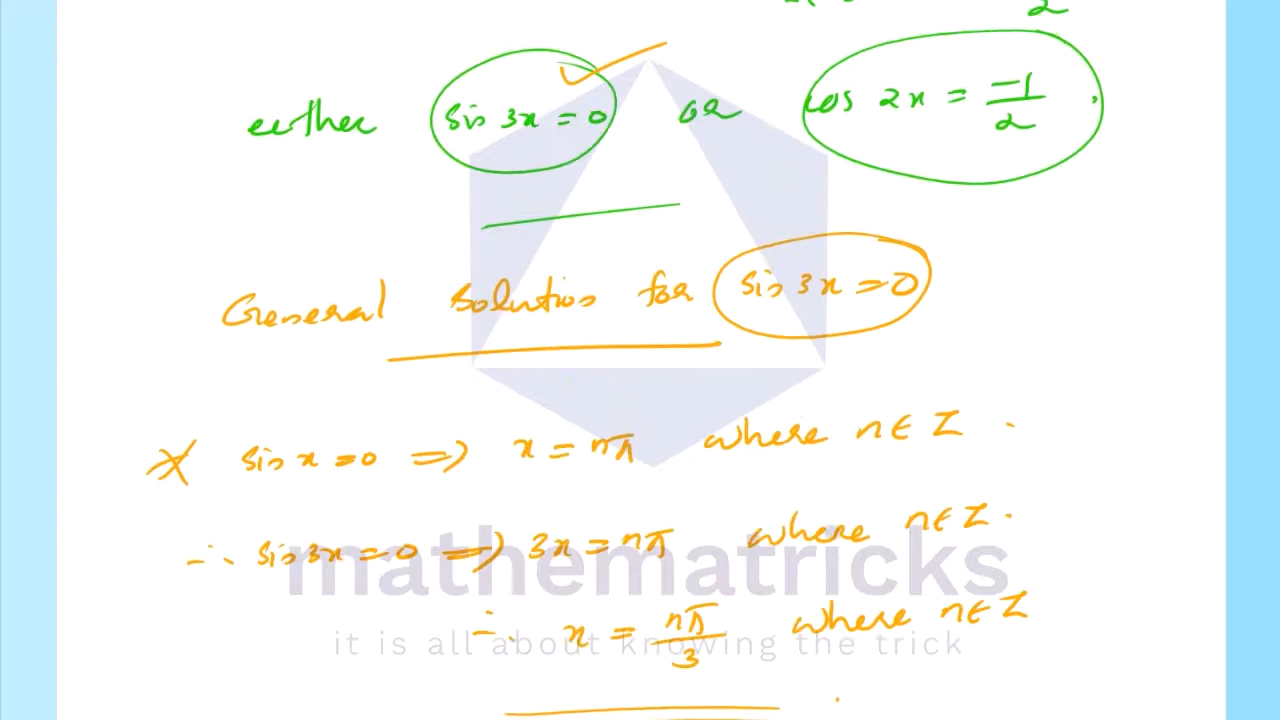 either sin 3x = 0 or cos 2x = -1/2 .
General solution for sin 3x = 0
* sin x = 0 => x = nπ where n ∈ Z .
∴ sin 3x = 0 => 3x = nπ where n ∈ Z .
∴ x = nπ/3 where n ∈ Z
mathematricks
it is all about knowing the trick